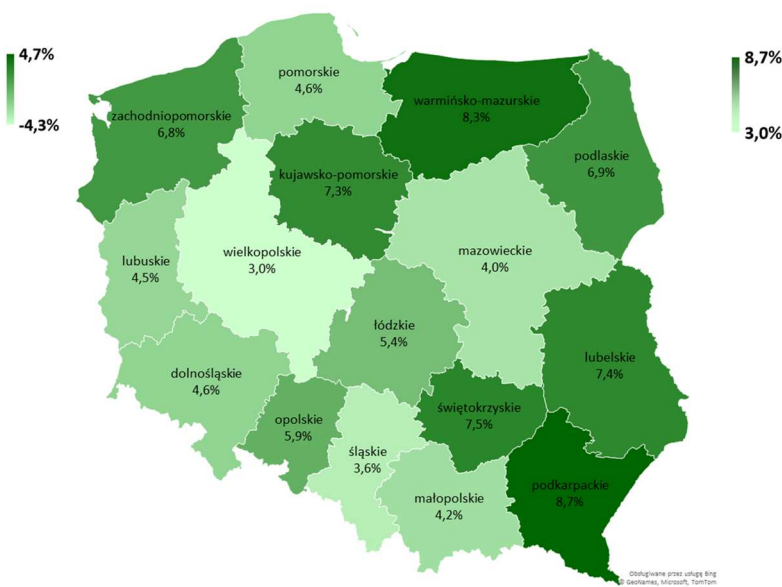 4,7%
-4,3%
8,7%
3,0%
pomorskie
4,6%
zachodniopomorskie
6,8%
warmińsko-mazurskie
8,3%
podlaskie
6,9%
kujawsko-pomorskie
7,3%
wielkopolskie
3,0%
mazowieckie
4,0%
lubuskie
4,5%
łódzkie
5,4%
lubelskie
7,4%
dolnośląskie
4,6%
opolskie
5,9%
świętokrzyskie
7,5%
śląskie
3,6%
małopolskie
4,2%
podkarpackie
8,7%
Obsługiwane przez usługę Bing
© GeoNames, Microsoft, TomTom